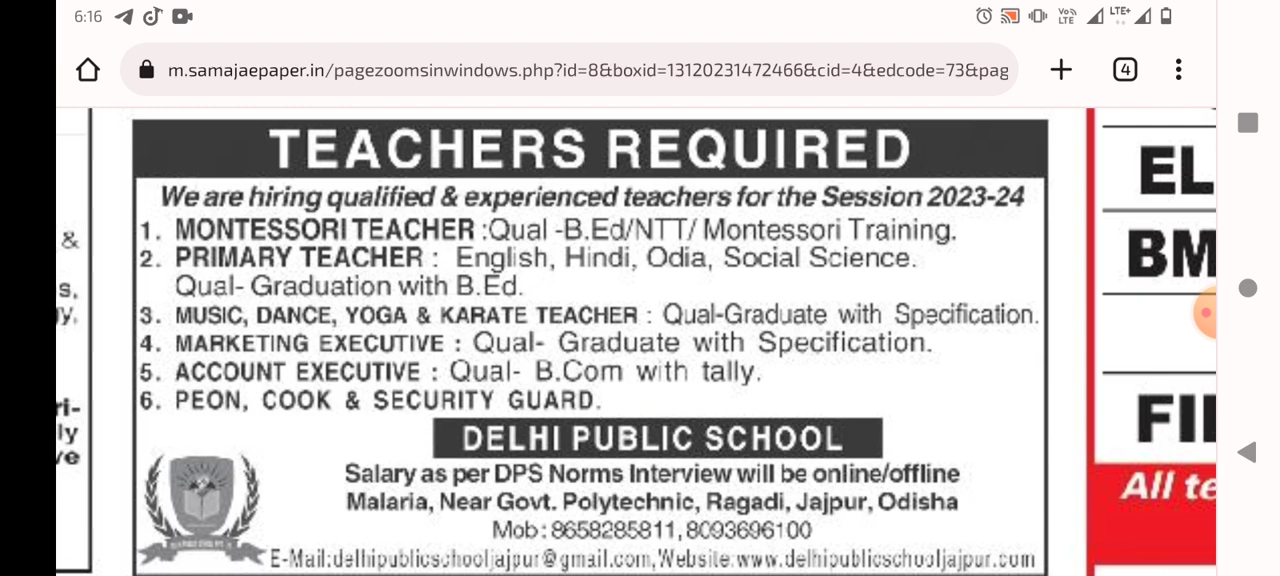 6:16
VoD LTE LTE+
m.samajaepaper.in/pagezoomsinwindows.php?id=8&boxid=13120231472466&cid=4&edcode=73&pag
4
TEACHERS REQUIRED
We are hiring qualified & experienced teachers for the Session 2023-24
1. MONTESSORI TEACHER :Qual -B.Ed/NTT/ Montessori Training.
2. PRIMARY TEACHER : English, Hindi, Odia, Social Science.
Qual- Graduation with B.Ed.
3. MUSIC, DANCE, YOGA & KARATE TEACHER : Qual-Graduate with Specification.
4. MARKETING EXECUTIVE : Qual- Graduate with Specification.
5. ACCOUNT EXECUTIVE : Qual- B.Com with tally.
6. PEON, COOK & SECURITY GUARD.
DELHI PUBLIC SCHOOL
Salary as per DPS Norms Interview will be online/offline
Malaria, Near Govt. Polytechnic, Ragadi, Jajpur, Odisha
Mob : 8658285811, 8093696100
E-Mail:delhipublicschooljajpur@gmail.com, Website:www.delhipublicschooljajpur.com
&
s,
y,
ri-
ly
ve
EL
BM
FI
All te